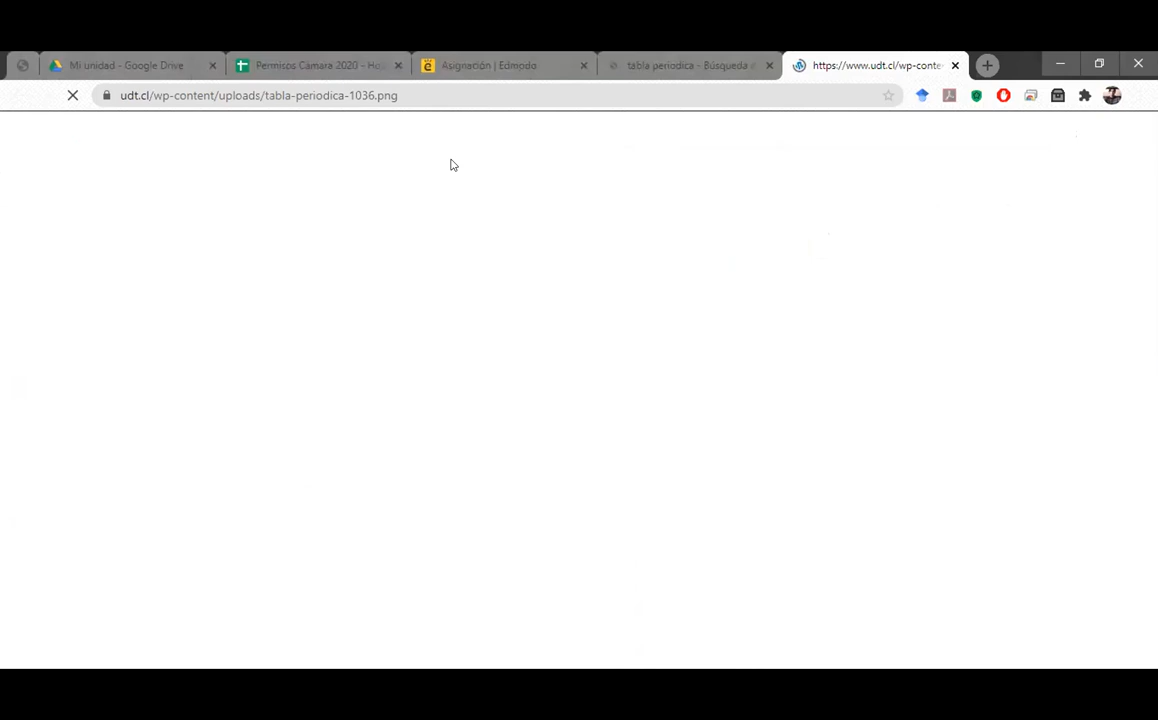 Mi unidad - Google Drive
Permisos Cámara 2020 - Ho
Asignación | Edmodo
tabla periodica - Búsqueda d
https://www.udt.cl/wp-conte
udt.cl/wp-content/uploads/tabla-periodica-1036.png